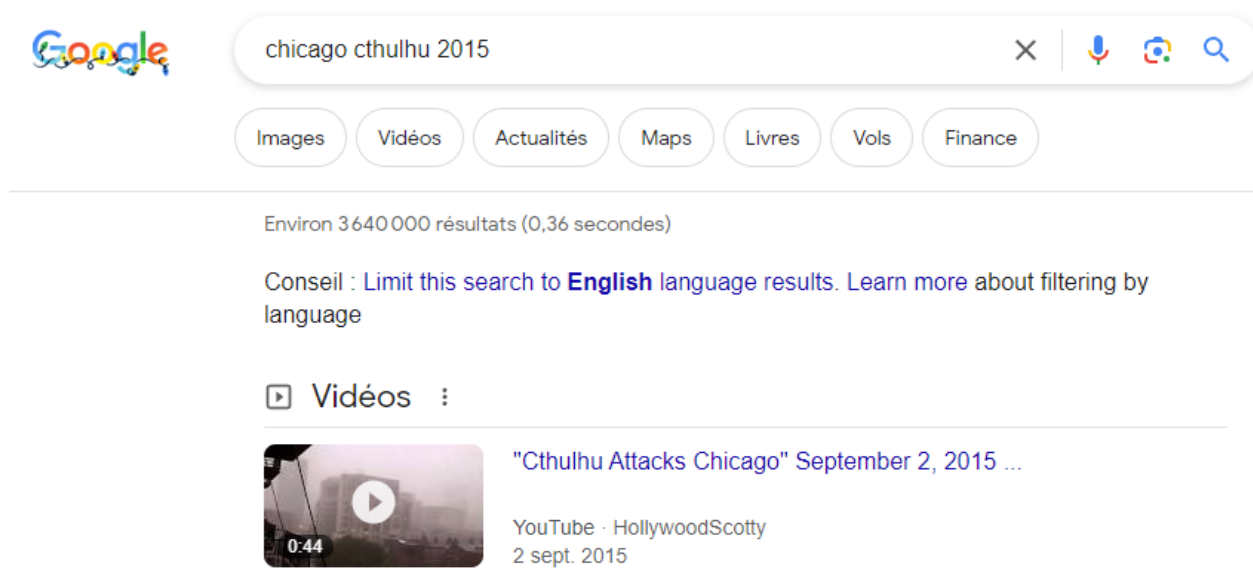 Google
chicago cthulhu 2015
Images Vidéos Actualités Maps Livres Vols Finance
Environ 3 640 000 résultats (0,36 secondes)
Conseil : Limit this search to English language results. Learn more about filtering by
language
Vidéos
"Cthulhu Attacks Chicago" September 2, 2015 ...
YouTube · HollywoodScotty
0:44
2 sept. 2015